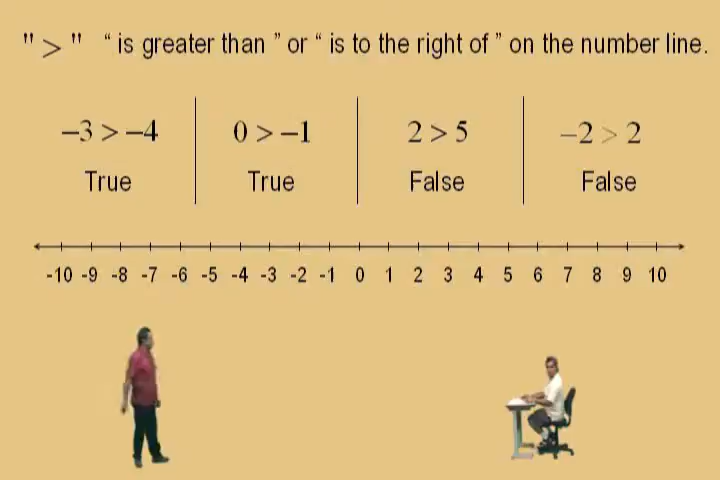 ">" “ is greater than ” or “ is to the right of ” on the number line.
–3 > –4 0 > –1 2 > 5 –2 > 2
True True False False
-10 -9 -8 -7 -6 -5 -4 -3 -2 -1 0 1 2 3 4 5 6 7 8 9 10